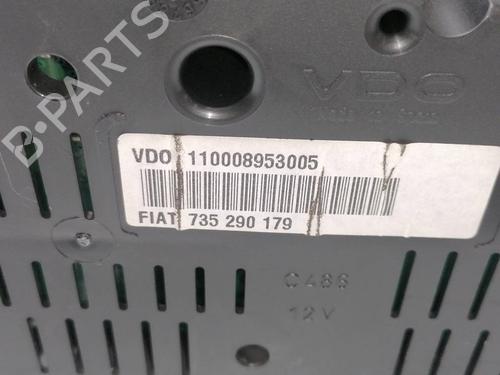 B-PARTS
VDO
VDO 110008953005
FIAT 735 290 179
C486
12V